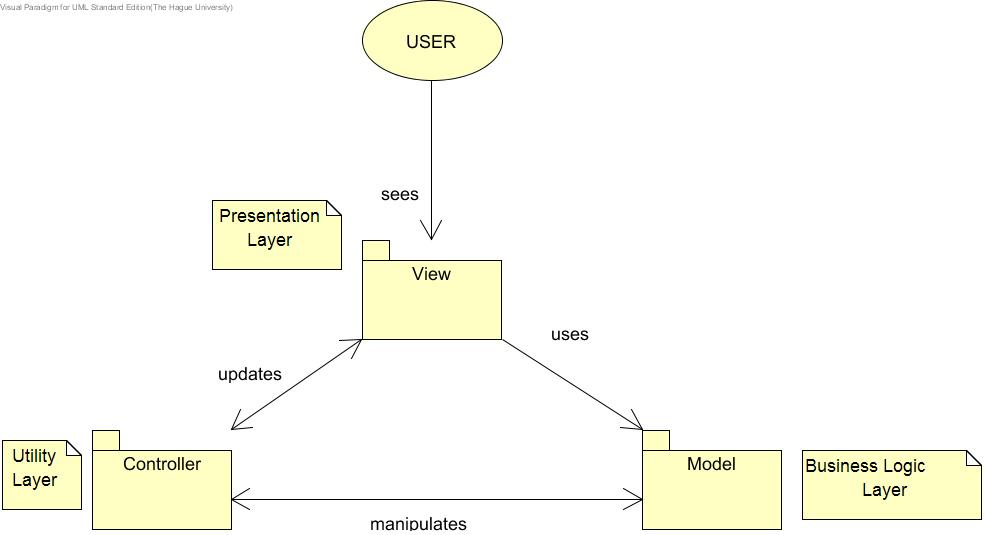 Visual Paradigm for UML Standard Edition(The Hague University)
USER
sees
Presentation
Layer
View
uses
updates
Utility
Layer
Controller
Model
Business Logic
Layer
manipulates